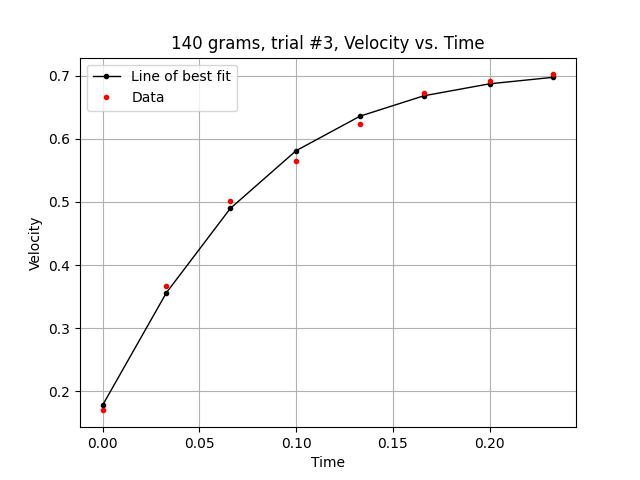 140 grams, trial #3, Velocity vs. Time
Line of best fit
Data
0.7
0.6
0.5
0.4
0.3
0.2
Velocity
0.00 0.05 0.10 0.15 0.20
Time